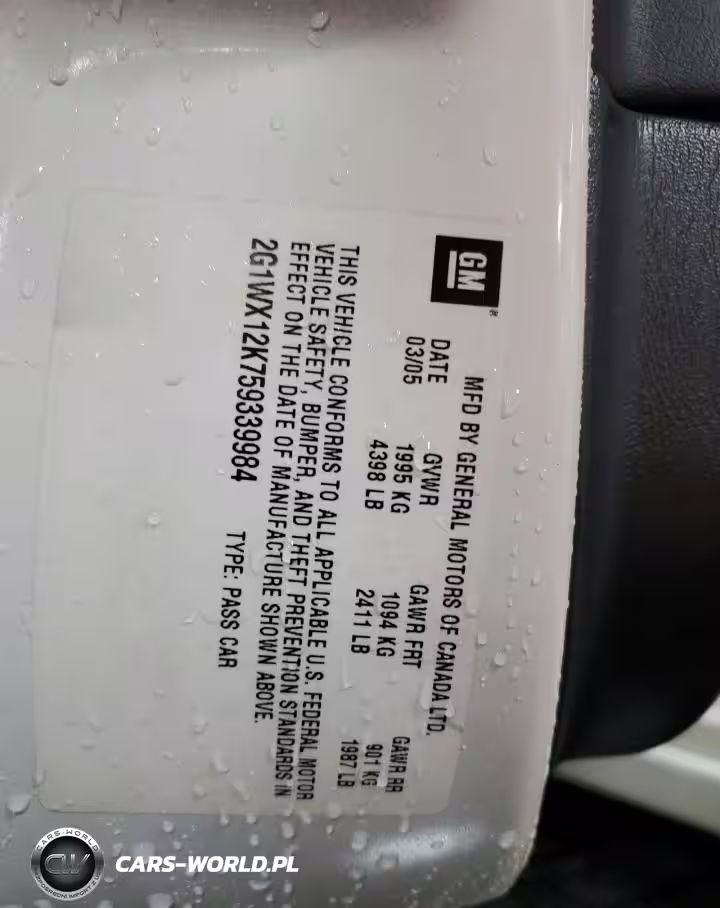 GM®
MFD BY GENERAL MOTORS OF CANADA LTD.
DATE GVWR GAWR FRT GAWR RR
03/05 1995 KG 1094 KG 901 KG
4398 LB 2411 LB 1987 LB
THIS VEHICLE CONFORMS TO ALL APPLICABLE U.S. FEDERAL MOTOR
VEHICLE SAFETY, BUMPER, AND THEFT PREVENTION STANDARDS IN
EFFECT ON THE DATE OF MANUFACTURE SHOWN ABOVE.
2G1WX12K759339984 TYPE: PASS CAR
CARS-WORLD
CW
CARS-WORLD.PL